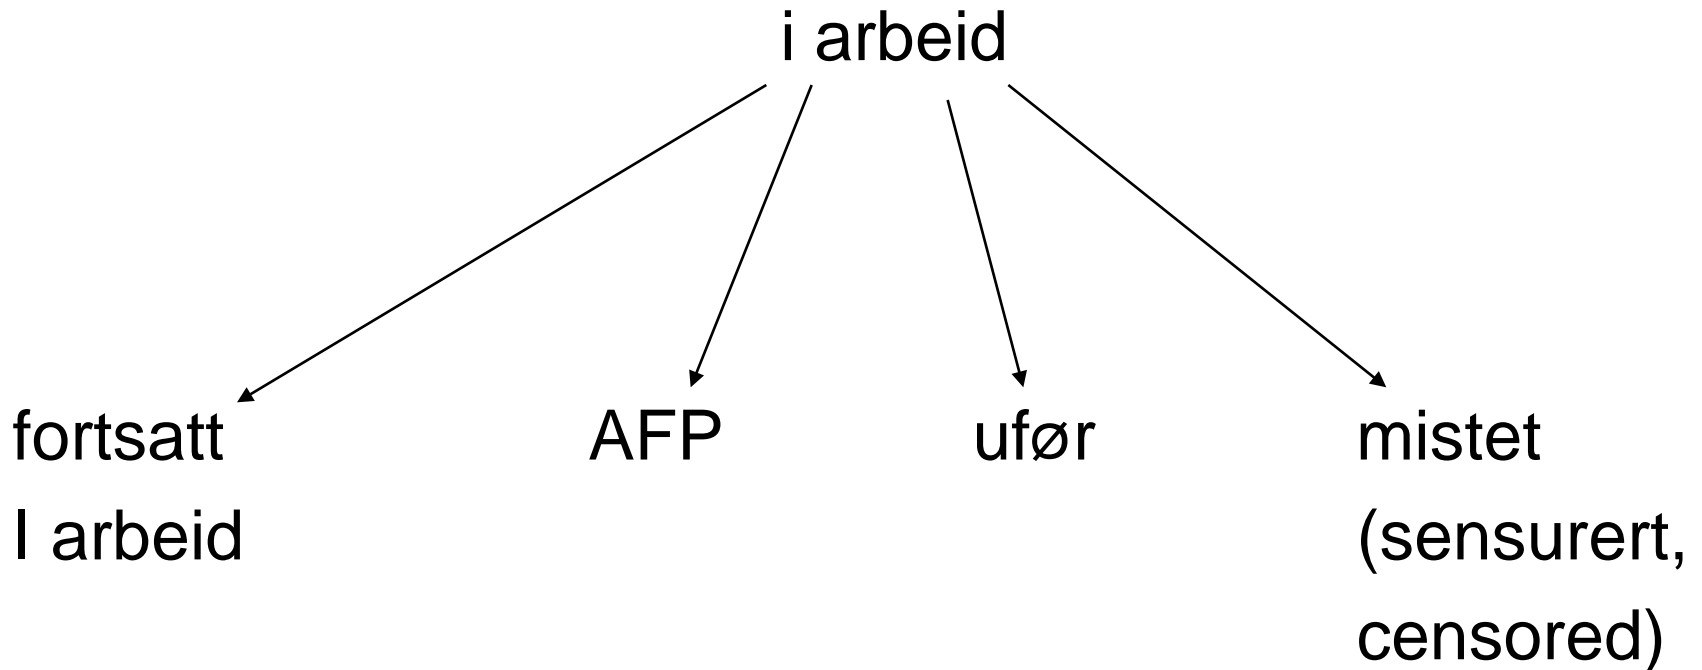 i arbeid
fortsatt
I arbeid
AFP
ufør
mistet
(sensurert,
censored)